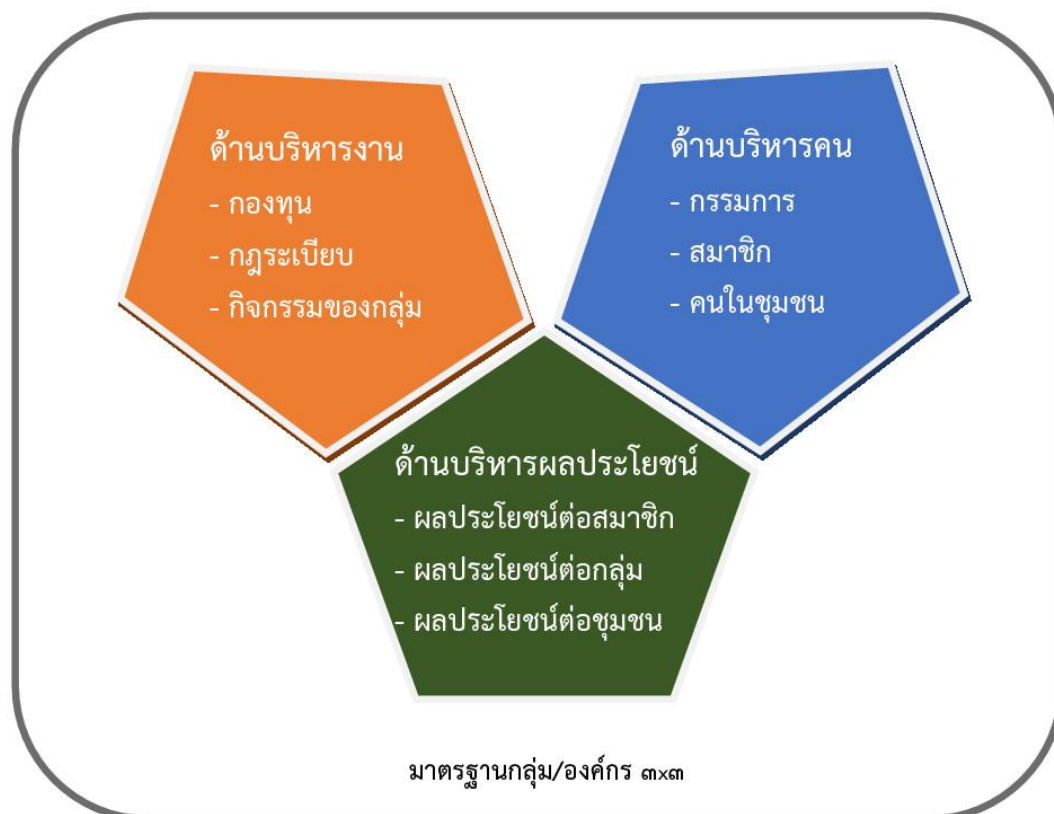 ด้านบริหารงาน
- กองทุน
- กฎระเบียบ
- กิจกรรมของกลุ่ม
ด้านบริหารคน
- กรรมการ
- สมาชิก
- คนในชุมชน
ด้านบริหารผลประโยชน์
- ผลประโยชน์ต่อสมาชิก
- ผลประโยชน์ต่อกลุ่ม
- ผลประโยชน์ต่อชุมชน
มาตรฐานกลุ่ม/องค์กร ๓x๓